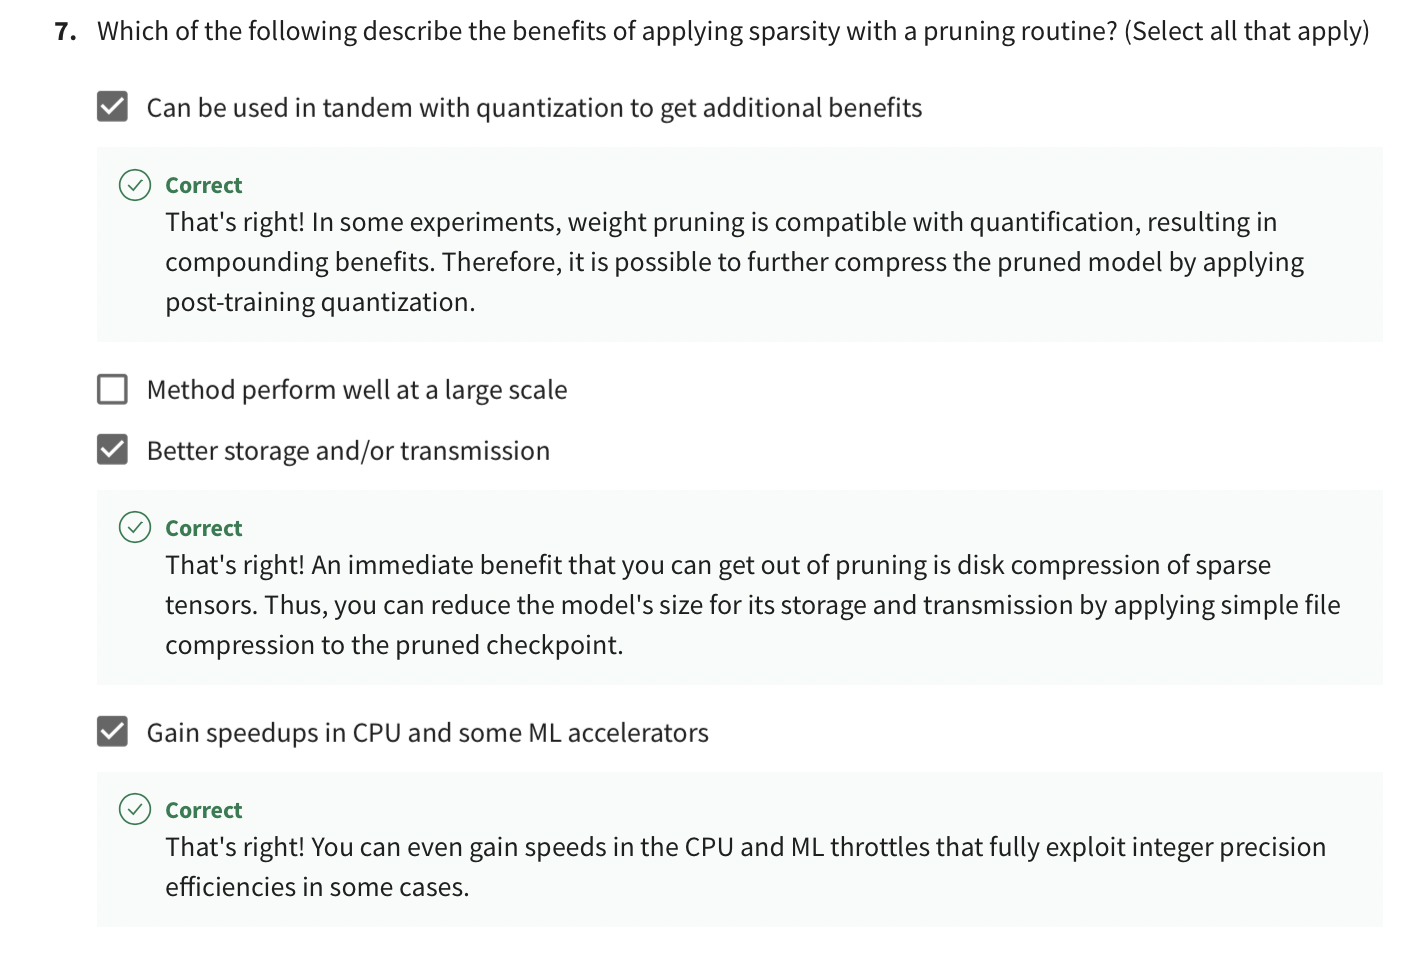 7. Which of the following describe the benefits of applying sparsity with a pruning routine? (Select all that apply)
Can be used in tandem with quantization to get additional benefits
Correct
That's right! In some experiments, weight pruning is compatible with quantification, resulting in
compounding benefits. Therefore, it is possible to further compress the pruned model by applying
post-training quantization.
Method perform well at a large scale
Better storage and/or transmission
Correct
That's right! An immediate benefit that you can get out of pruning is disk compression of sparse
tensors. Thus, you can reduce the model's size for its storage and transmission by applying simple file
compression to the pruned checkpoint.
Gain speedups in CPU and some ML accelerators
Correct
That's right! You can even gain speeds in the CPU and ML throttles that fully exploit integer precision
efficiencies in some cases.